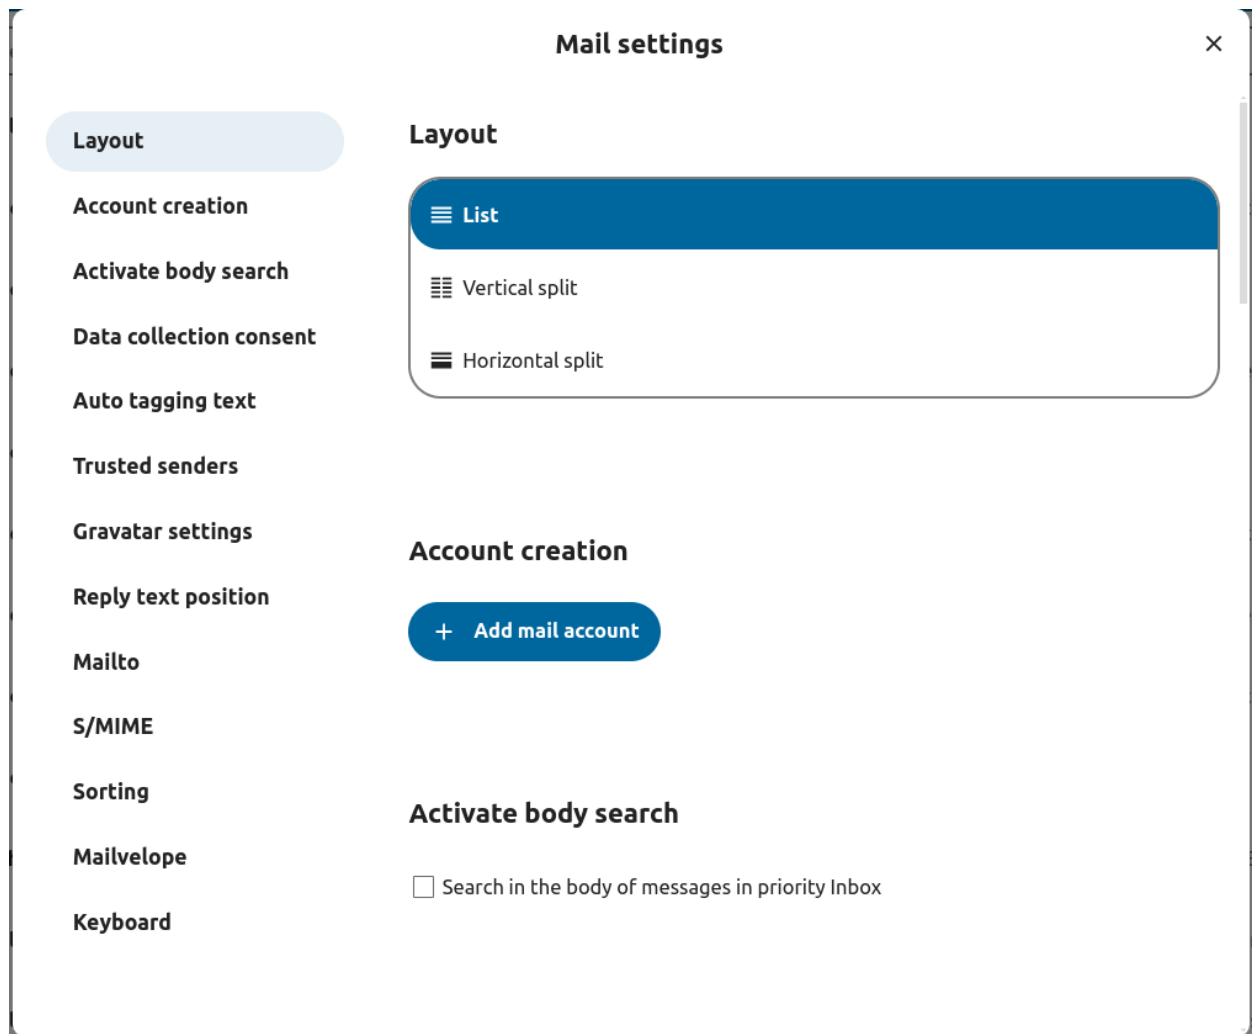 Mail settings
Layout
Account creation
Activate body search
Data collection consent
Auto tagging text
Trusted senders
Gravatar settings
Reply text position
Mailto
S/MIME
Sorting
Mailvelope
Keyboard
Layout
List
Vertical split
Horizontal split
Account creation
+ Add mail account
Activate body search
Search in the body of messages in priority Inbox